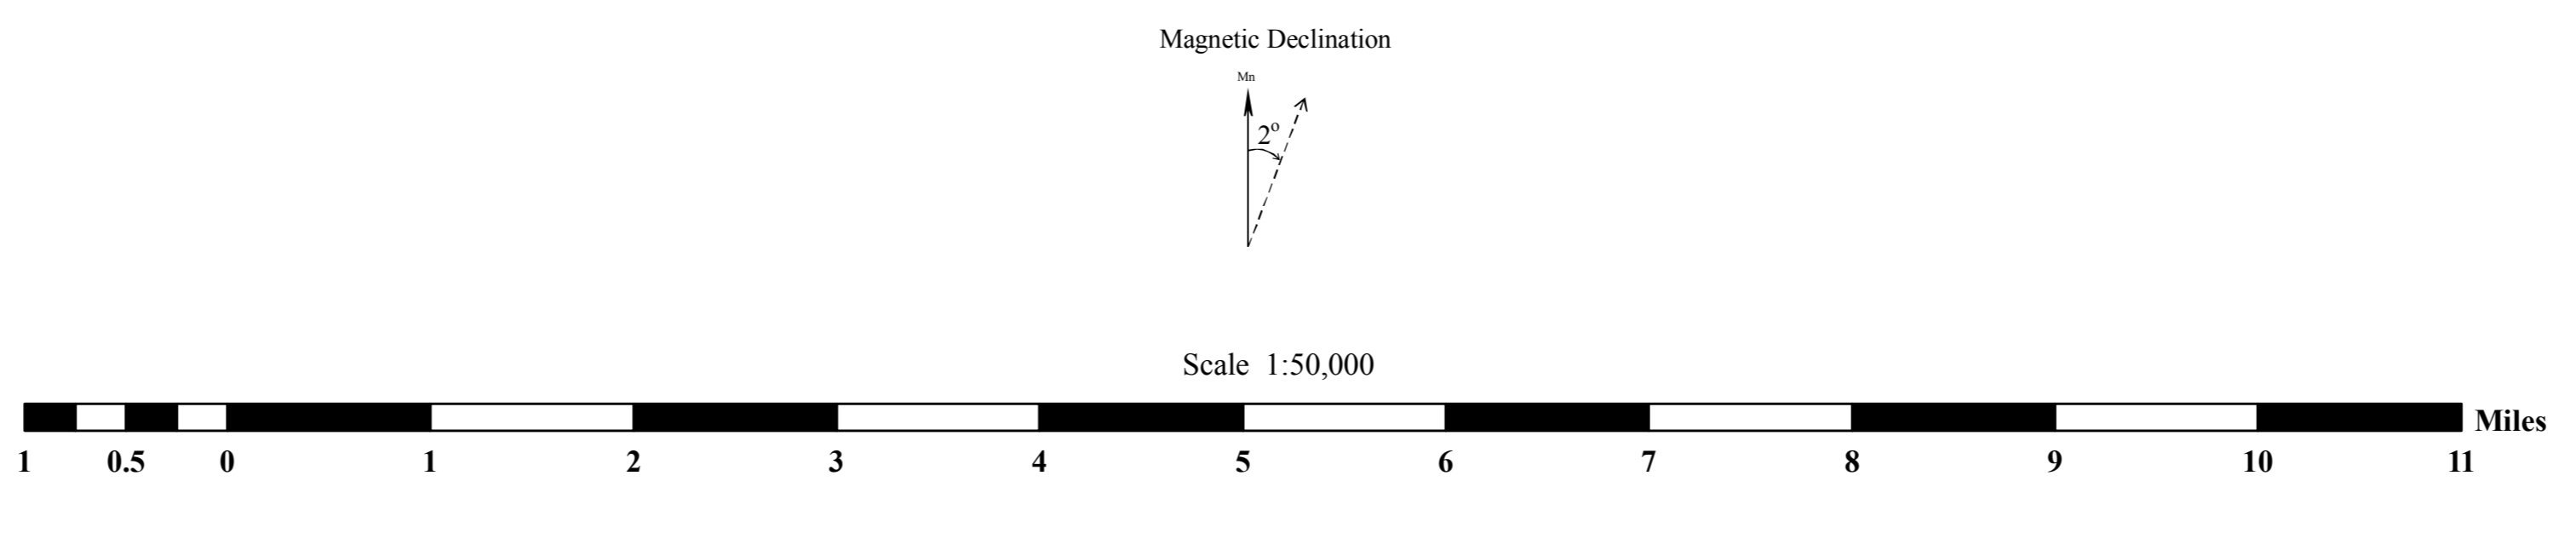 Magnetic Declination
Mn
2°
Scale 1:50,000
Miles
1 0.5 0 1 2 3 4 5 6 7 8 9 10 11